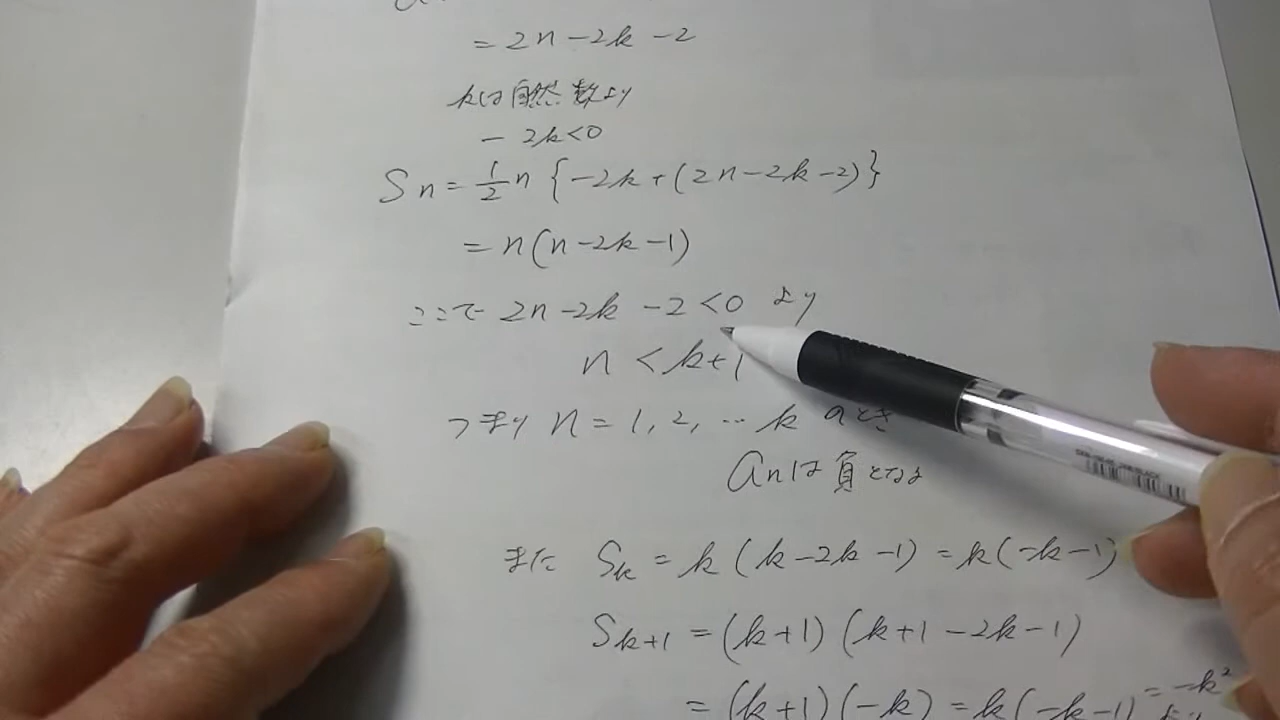 = 2n-2k-2
kは自然数より
-2k<0
Sn = 1/2 n {-2k+(2n-2k-2)}
= n(n-2k-1)
ここで 2n-2k-2<0 より
n < k+1
つまり n = 1, 2, … k のとき
anは負となる
また Sk = k(k-2k-1) = k(-k-1)
Sk+1 = (k+1)(k+1-2k-1)
= (k+1)(-k) = k(-k-1) = -k²